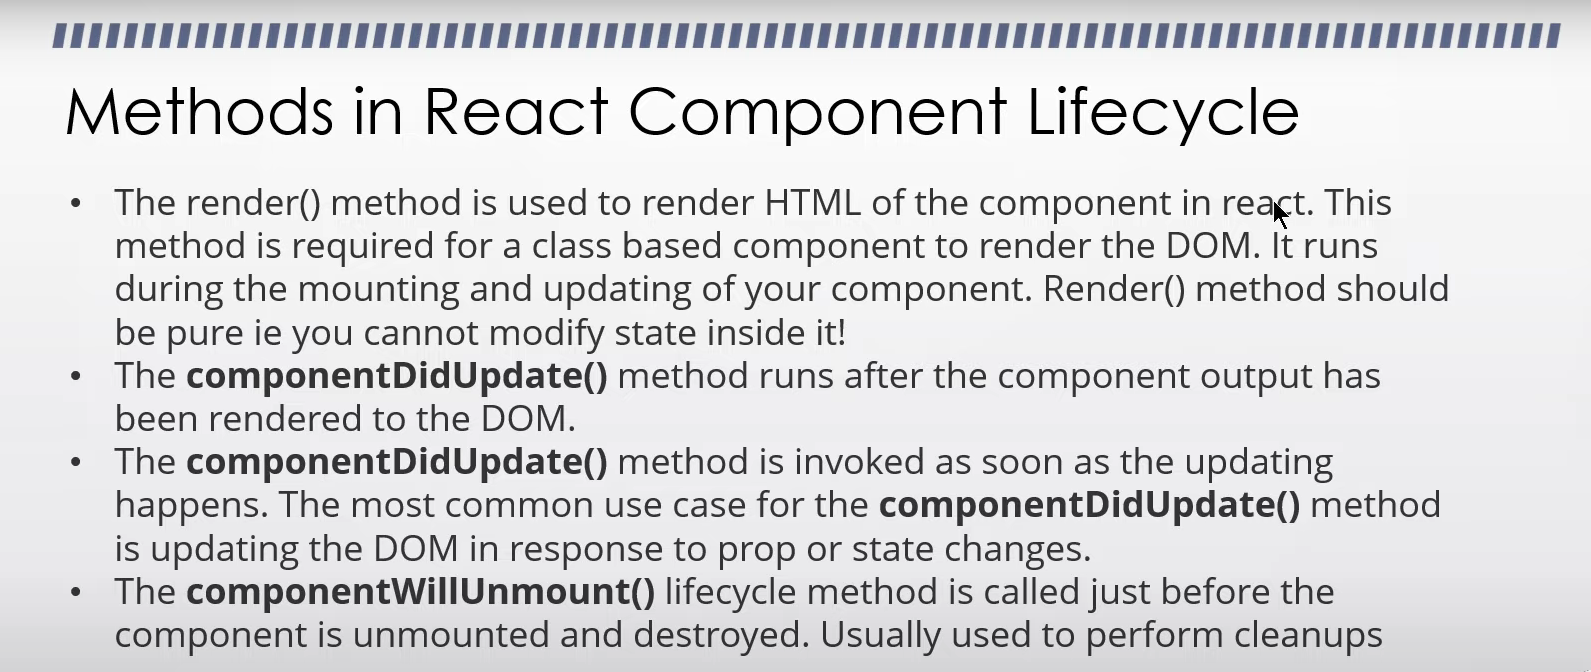 Methods in React Component Lifecycle
• The render() method is used to render HTML of the component in react. This
method is required for a class based component to render the DOM. It runs
during the mounting and updating of your component. Render() method should
be pure ie you cannot modify state inside it!
• The componentDidUpdate() method runs after the component output has
been rendered to the DOM.
• The componentDidUpdate() method is invoked as soon as the updating
happens. The most common use case for the componentDidUpdate() method
is updating the DOM in response to prop or state changes.
• The componentWillUnmount() lifecycle method is called just before the
component is unmounted and destroyed. Usually used to perform cleanups